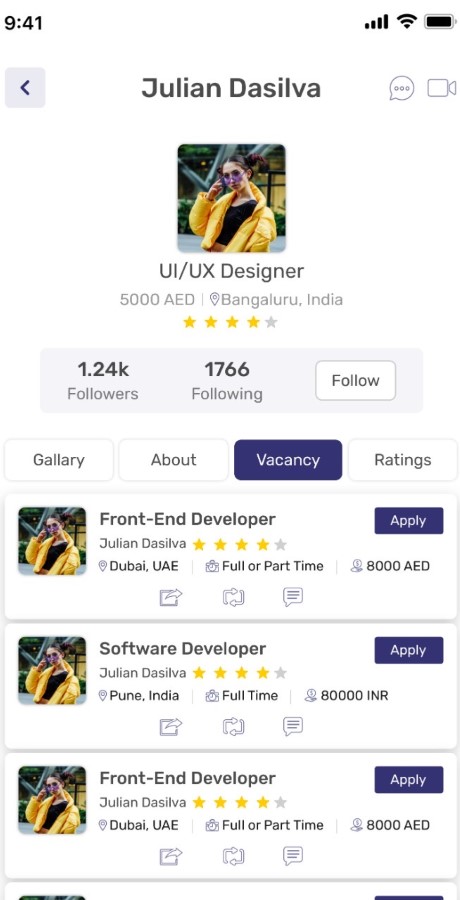 9:41
Julian Dasilva
UI/UX Designer
5000 AED | Bangaluru, India
1.24k 1766 Follow
Followers Following
Gallary About Vacancy Ratings
Front-End Developer Apply
Julian Dasilva
Dubai, UAE | Full or Part Time | 8000 AED
Software Developer Apply
Julian Dasilva
Pune, India | Full Time | 80000 INR
Front-End Developer Apply
Julian Dasilva
Dubai, UAE | Full or Part Time | 8000 AED